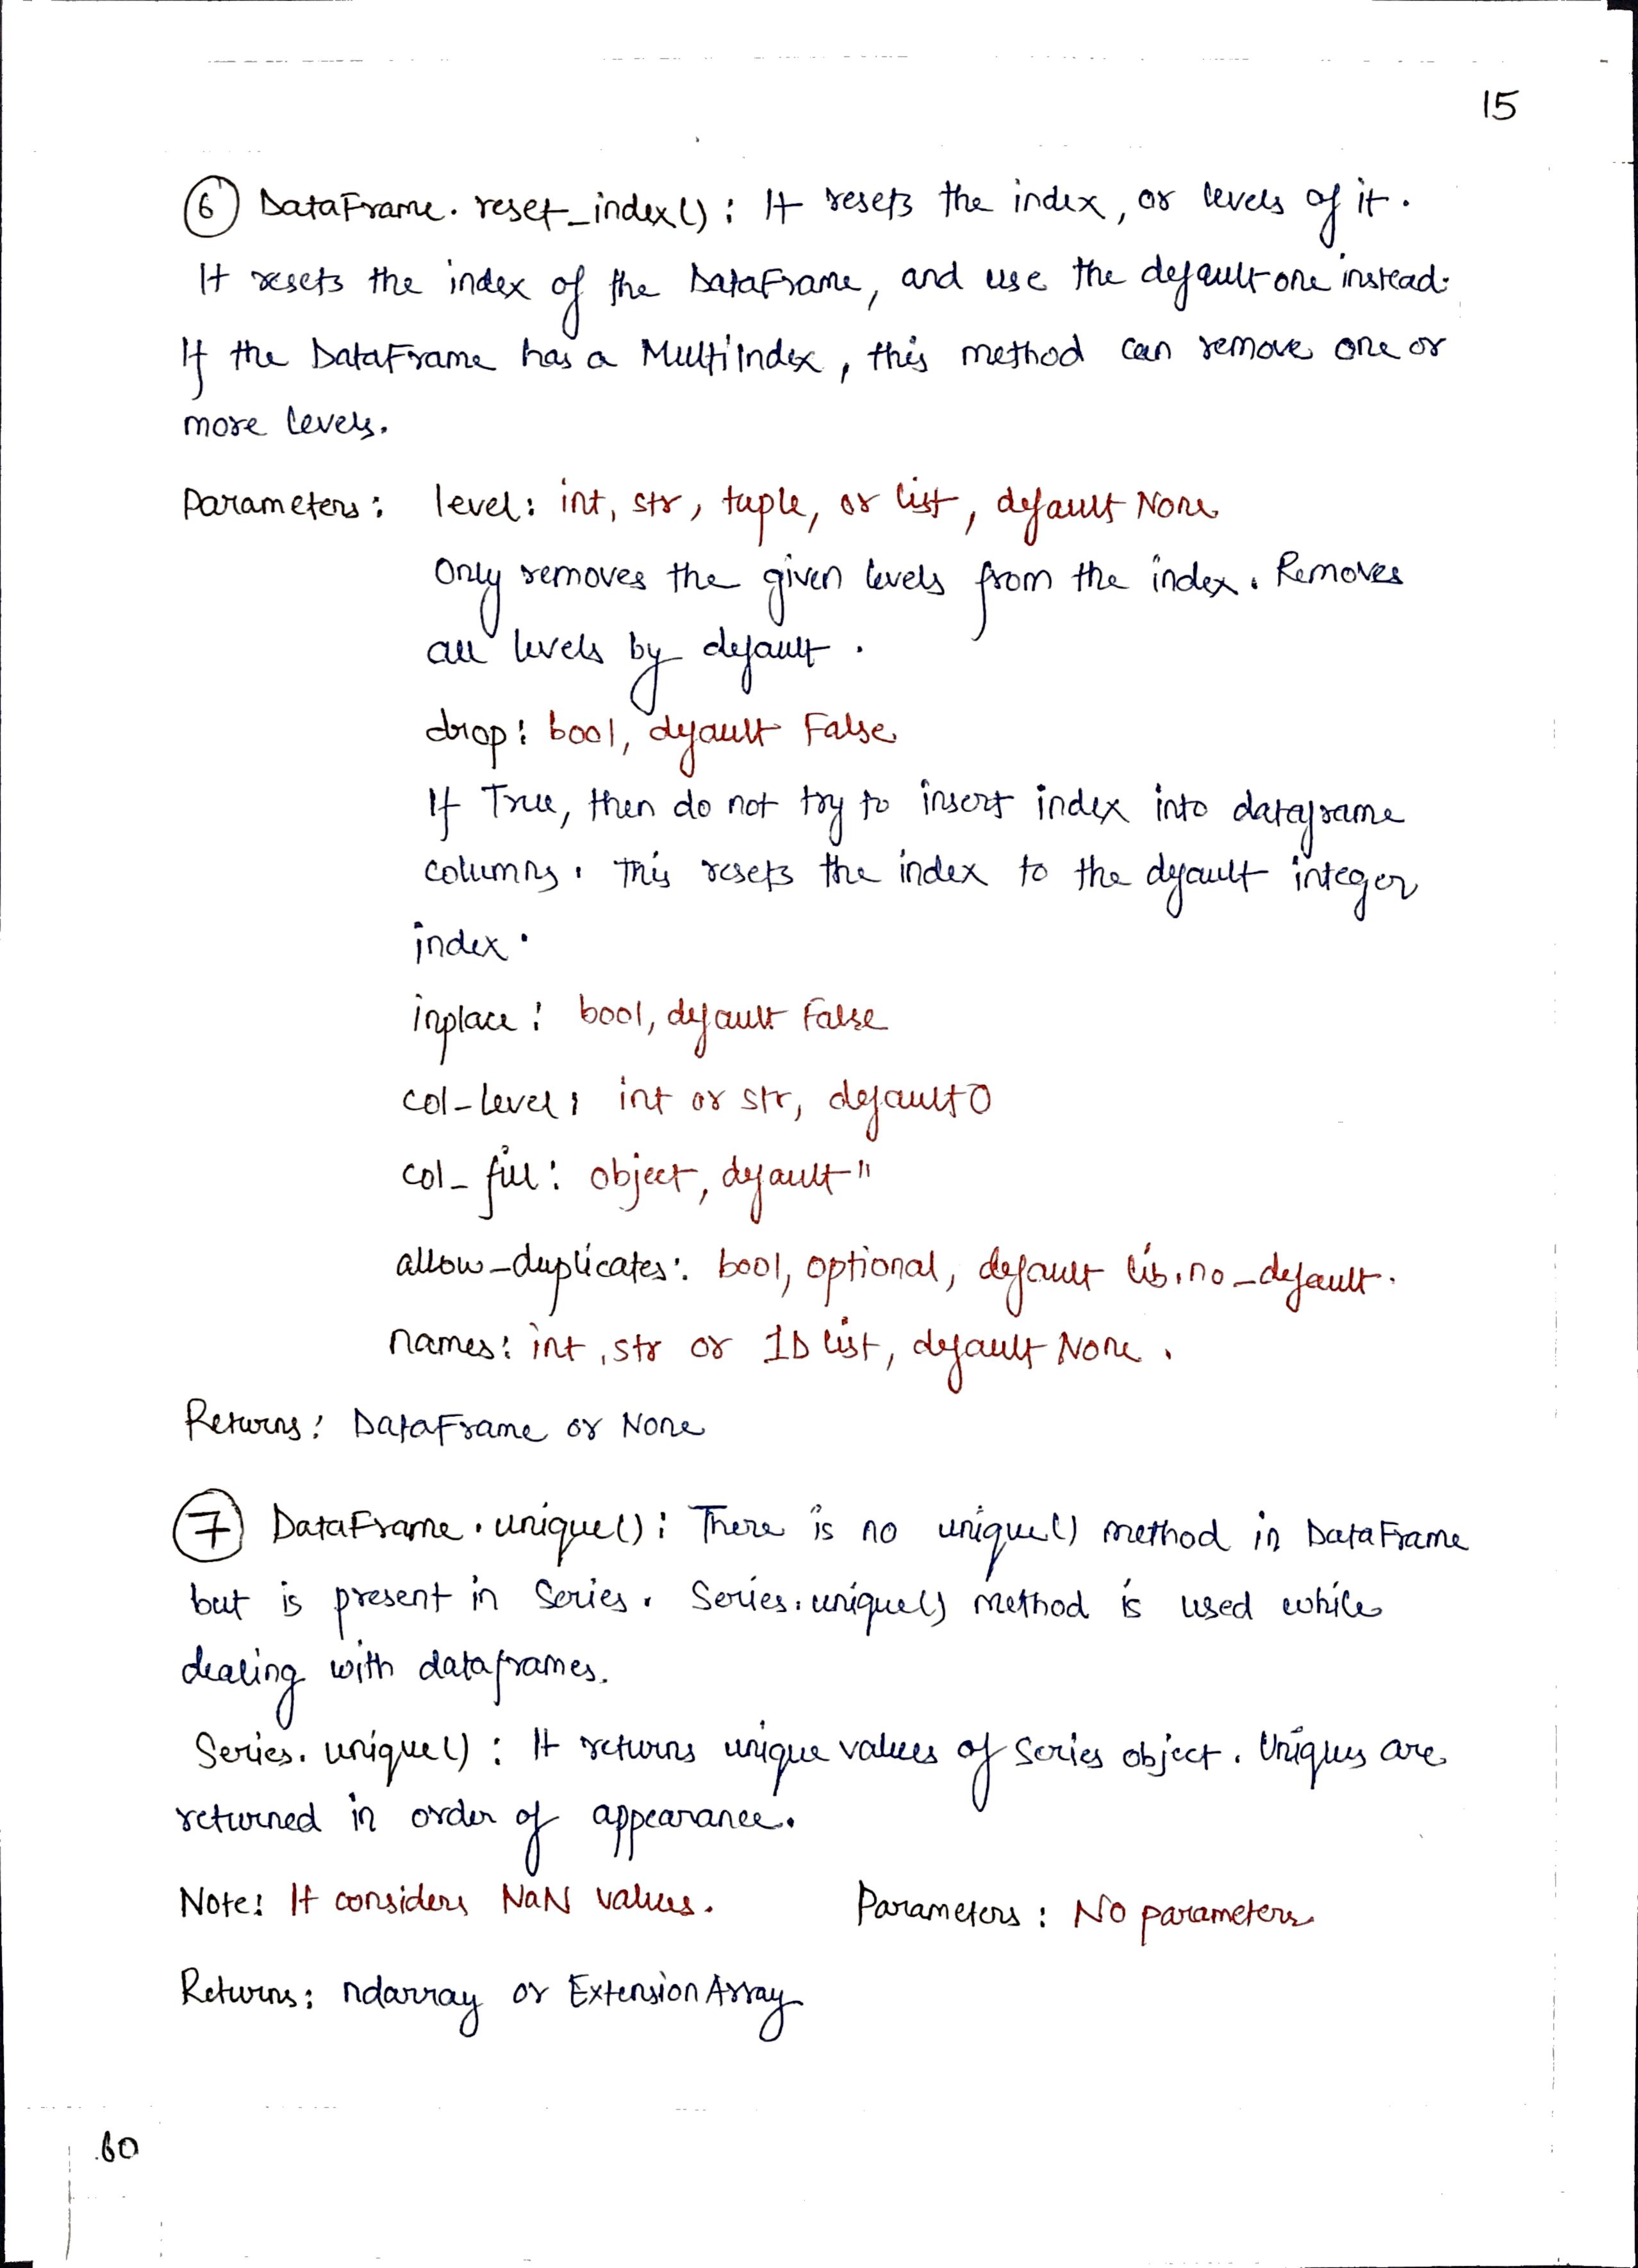 15
6 DataFrame. reset_index(): It resets the index, or levels of it.
It resets the index of the DataFrame, and use the default one instead.
If the DataFrame has a MultiIndex, this method can remove one or
more levels.
Parameters: level: int, str, tuple, or list, default None
Only removes the given levels from the index. Removes
all levels by default.
drop: bool, default False
If True, then do not try to insert index into dataframe
columns. This resets the index to the default integer
index.
inplace: bool, default False
col-level: int or str, default 0
col_fill: object, default ''
allow_duplicates: bool, optional, default lib.no_default.
names: int, str or 1D list, default None.
Returns: DataFrame or None
7 DataFrame.unique(): There is no unique() method in DataFrame
but is present in Series. Series.unique() method is used while
dealing with dataframes.
Series.unique(): It returns unique values of Series object. Uniques are
returned in order of appearance.
Note: It considers NaN values. Parameters: No parameters
Returns: ndarray or ExtensionArray
60